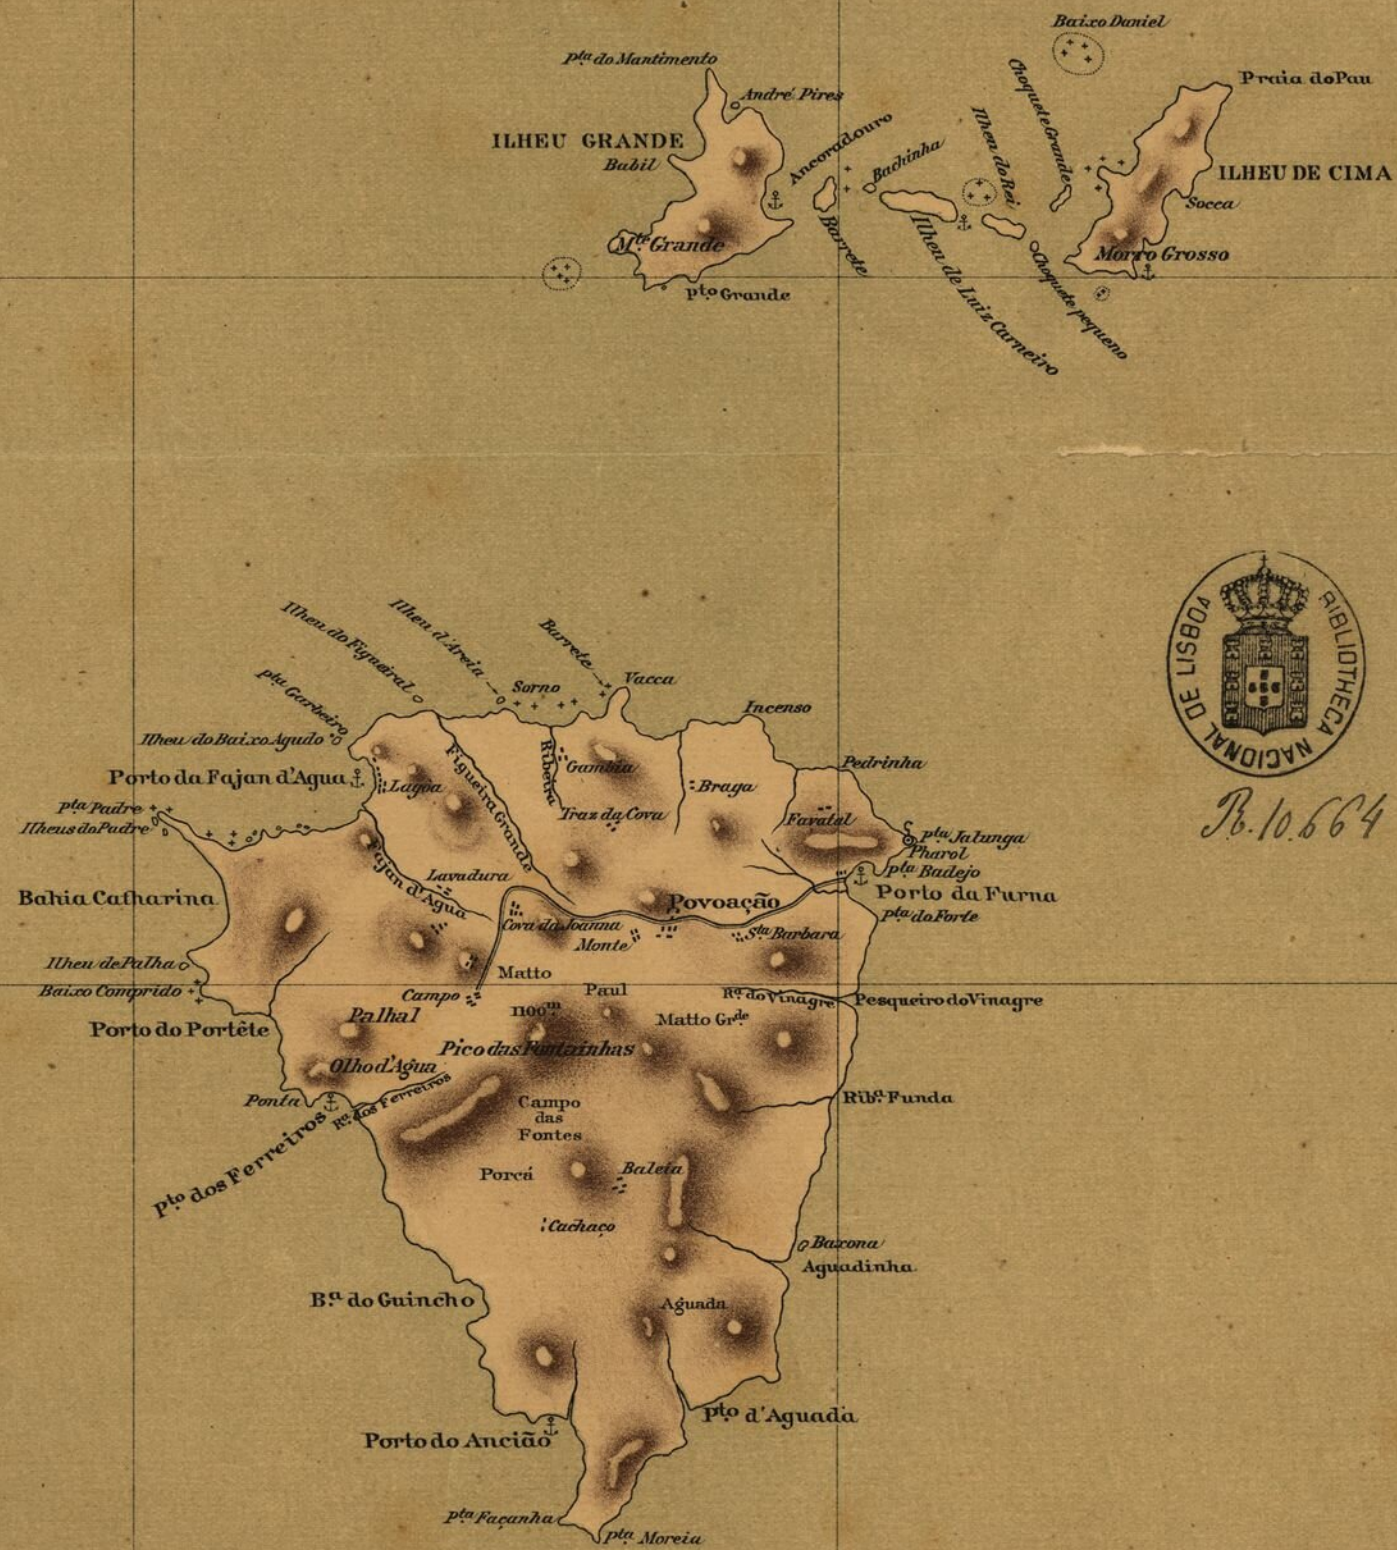 Baixo Daniel
Pta do Mantimento
Praia do Pau
André Pires
Choquete Grande
Ilheu do Rei
ILHEU GRANDE
Ancoradouro
Bachinha
Babil
ILHEU DE CIMA
Socca
Mte Grande
Barrete
Ilheu de Luiz Carneiro
Morro Grosso
Choquete pequeno
pto Grande
BIBLIOTHECA NACIONAL DE LISBOA
R. 10.664
Ilheu do Figueiral
Ilheu d'Areia
Barrete
Vacca
Sorno
pta Garbeiro
Incenso
Ilheu do Baixo Agudo
Porto da Fajan d'Agua
Lagoa
Figueira Grande
Ribeira
Gambia
Pedrinha
Braga
pta Padre
Ilheus do Padre
Traz da Cova
Favatal
pta Jalunga
Pharol
pta Badejo
Fajan d'Agua
Lavadura
Bahia Catharina
Povoação
Porto da Furna
pta do Forte
Cova da Joanna
Monte
Sta Barbara
Ilheu de Palha
Matto
Baixo Comprido
Campo
Paul
Ra do Vinagre
Pesqueiro do Vinagre
Porto do Portête
Palhal
1100m
Matto Grde
Pico das Fontainhas
Olho d'Agua
Ponta
Ra dos Ferreiros
Campo
das
Fontes
Riba Funda
Pto dos Ferreiros
Porcá
Baleia
Cachaço
Baxona
Aguadinha
Ba do Guincho
Aguada
Pto d'Aguada
Porto do Ancião
pta Façanha
pta Moreia